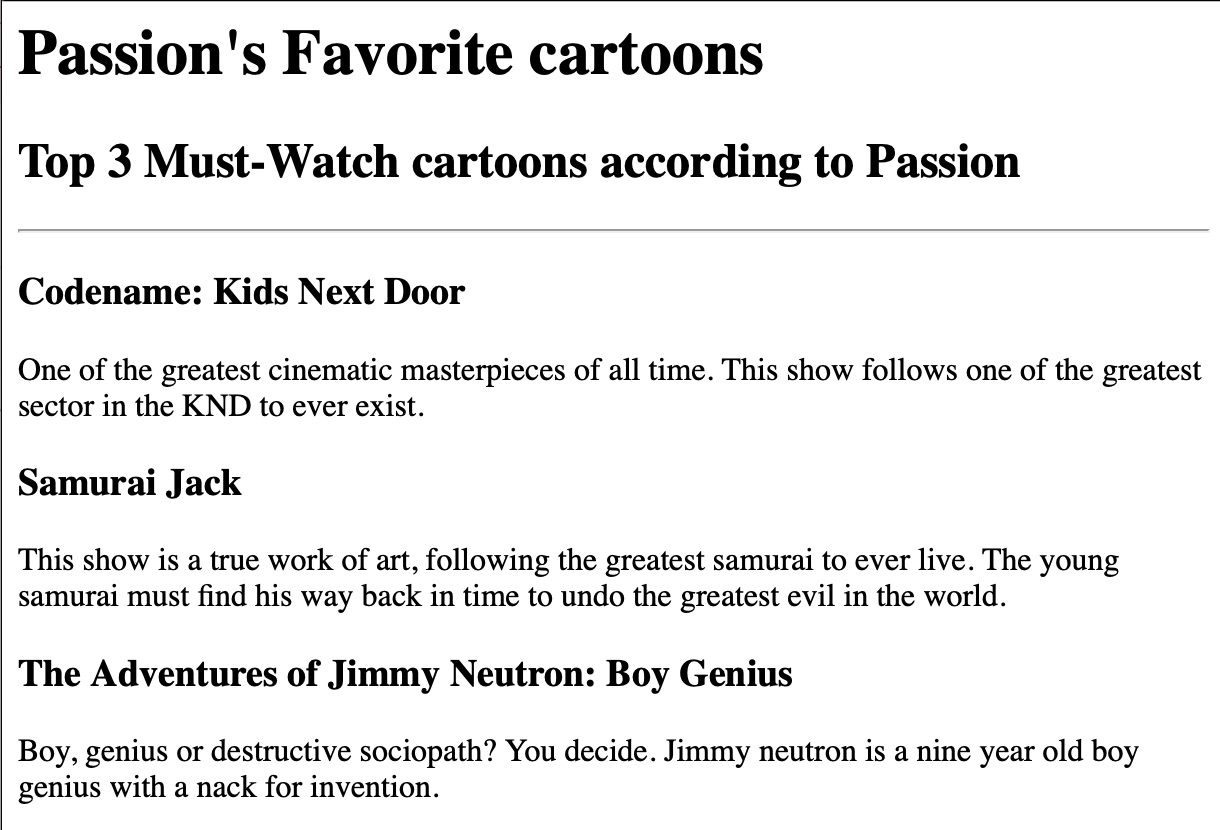 Passion's Favorite cartoons
Top 3 Must-Watch cartoons according to Passion
Codename: Kids Next Door
One of the greatest cinematic masterpieces of all time. This show follows one of the greatest
sector in the KND to ever exist.
Samurai Jack
This show is a true work of art, following the greatest samurai to ever live. The young
samurai must find his way back in time to undo the greatest evil in the world.
The Adventures of Jimmy Neutron: Boy Genius
Boy, genius or destructive sociopath? You decide. Jimmy neutron is a nine year old boy
genius with a nack for invention.